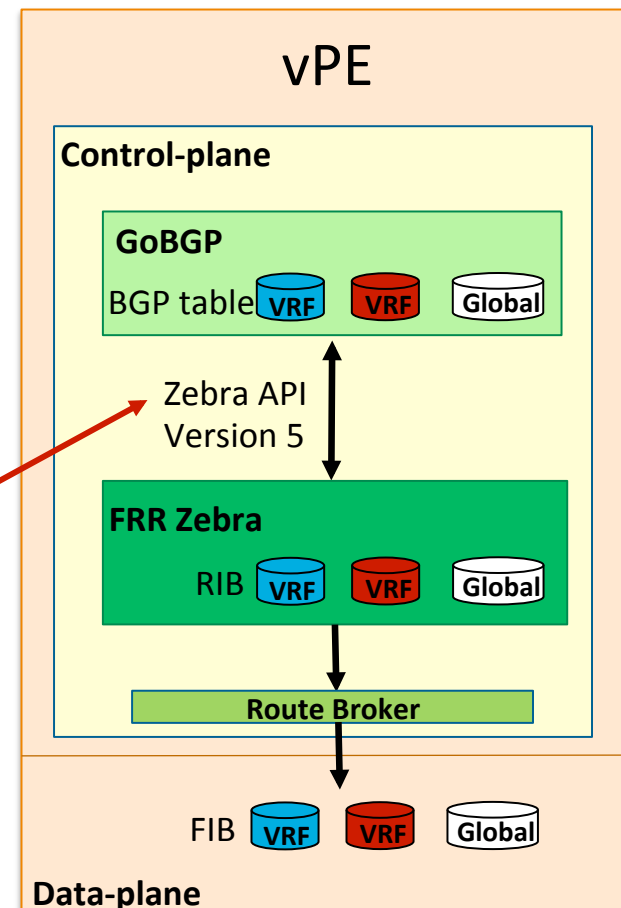 vPE
Control-plane
GoBGP
BGP table VRF VRF Global
Zebra API
Version 5
FRR Zebra
RIB VRF VRF Global
Route Broker
FIB VRF VRF Global
Data-plane